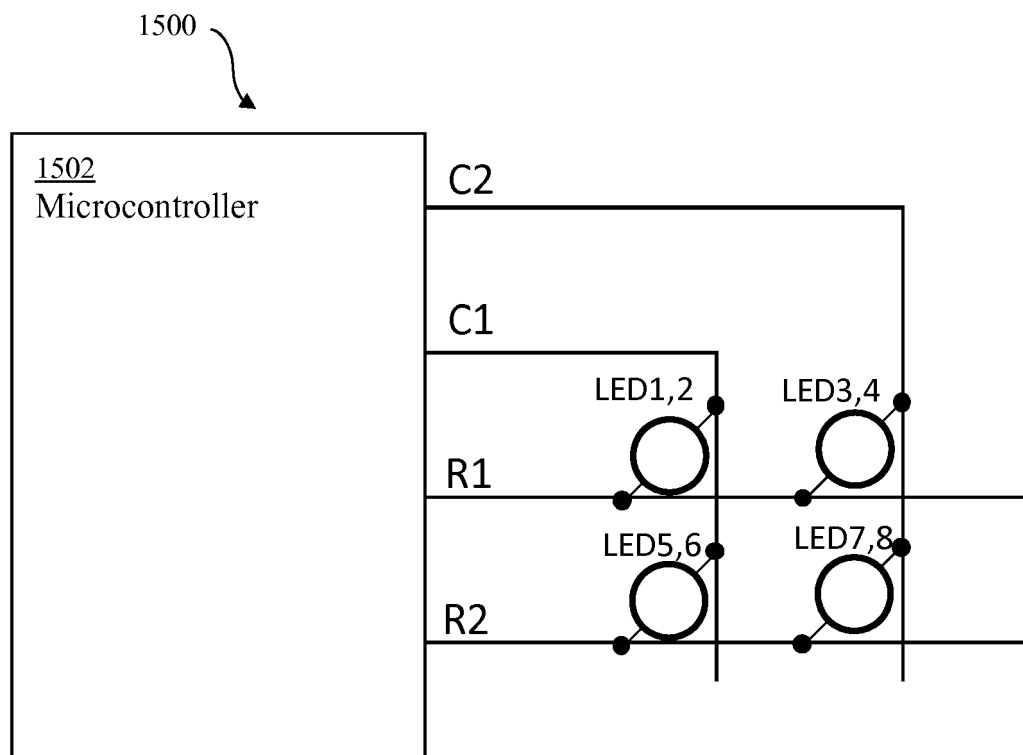 1500
1502
Microcontroller
C2
C1
LED1,2
LED3,4
R1
LED5,6
LED7,8
R2